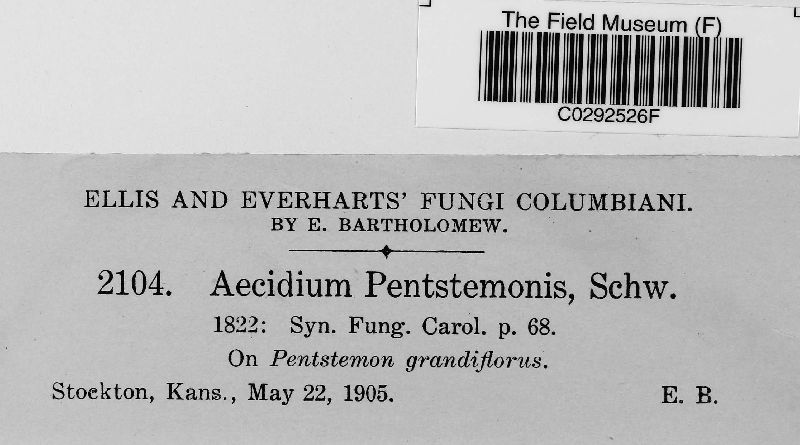 The Field Museum (F)
C0292526F
ELLIS AND EVERHARTS' FUNGI COLUMBIANI.
BY E. BARTHOLOMEW.
2104. Aecidium Pentstemonis, Schw.
1822: Syn. Fung. Carol. p. 68.
On Pentstemon grandiflorus.
Stockton, Kans., May 22, 1905. E. B.